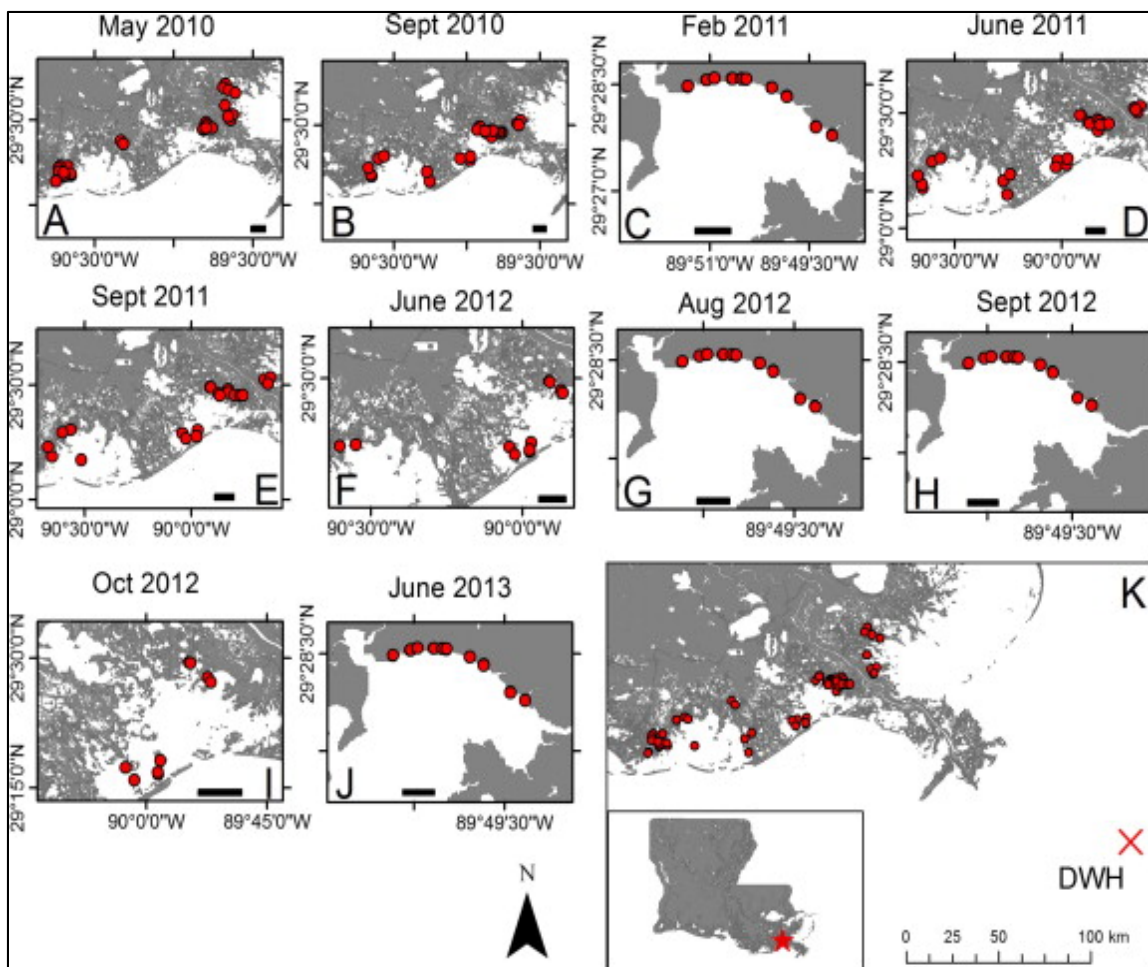 May 2010
29°30'0"N
A
90°30'0"W 89°30'0"W
Sept 2010
29°30'0"N
B
90°30'0"W 89°30'0"W
Feb 2011
29°28'30"N
29°27'0"N
C
89°51'0"W 89°49'30"W
June 2011
29°30'0"N
29°0'0"N
D
90°30'0"W 90°0'0"W
Sept 2011
29°30'0"N
29°0'0"N
E
90°30'0"W 90°0'0"W
June 2012
29°30'0"N
F
90°30'0"W 90°0'0"W
Aug 2012
29°28'30"N
G
89°49'30"W
Sept 2012
29°28'30"N
H
89°49'30"W
Oct 2012
29°30'0"N
29°15'0"N
I
90°0'0"W 89°45'0"W
June 2013
29°28'30"N
J
89°49'30"W
K
DWH
N
0 25 50 100 km